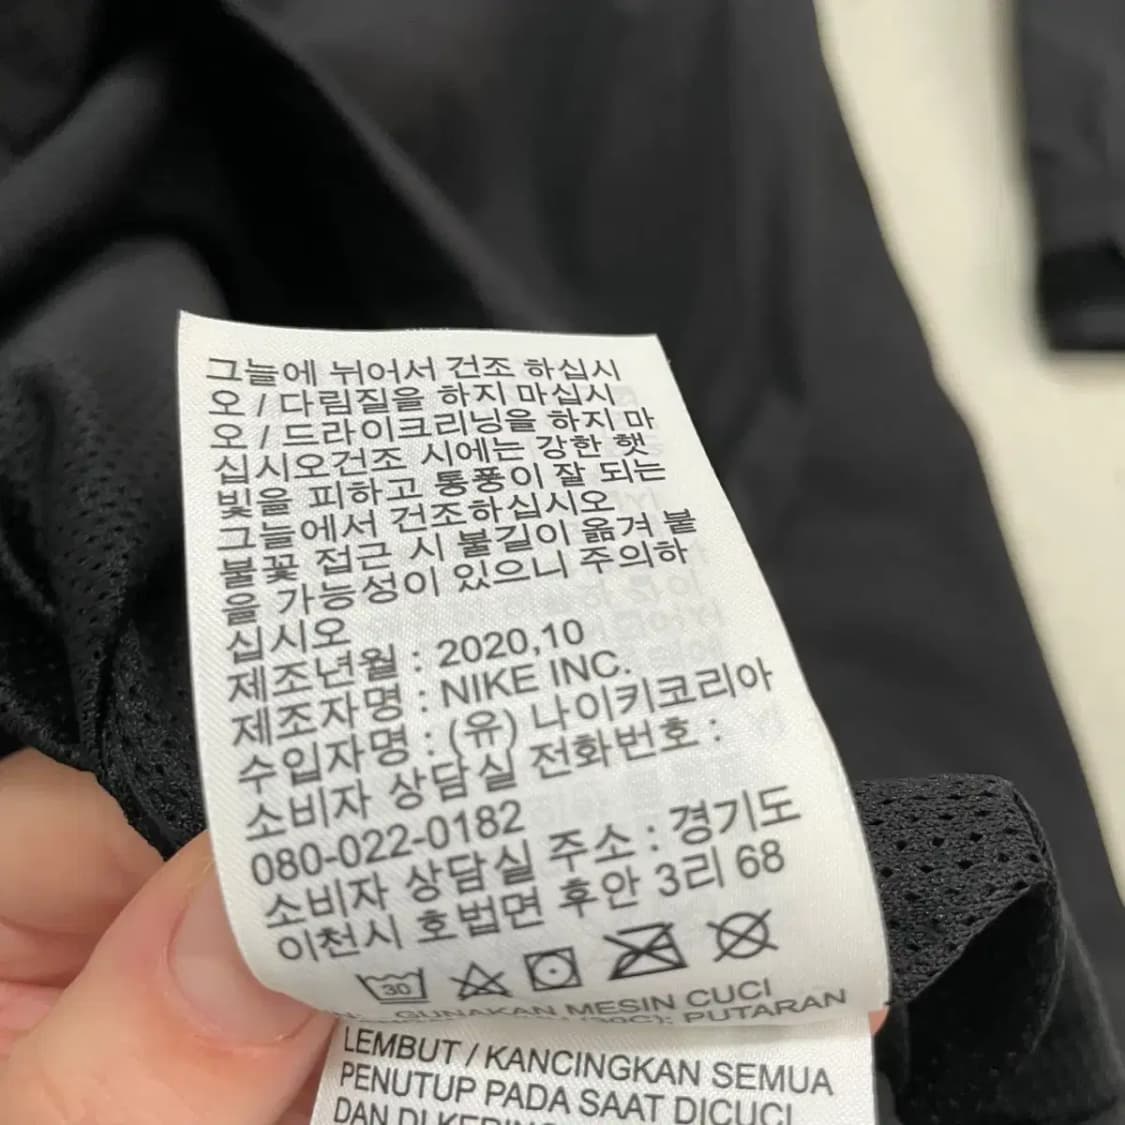 그늘에 뉘어서 건조 하십시
오 / 다림질을 하지 마십시
오 / 드라이크리닝을 하지 마
십시오건조 시에는 강한 햇
빛을 피하고 통풍이 잘 되는
그늘에서 건조하십시오
불꽃 접근 시 불길이 옮겨 붙
을 가능성이 있으니 주의하
십시오
제조년월 : 2020,10
제조자명 : NIKE INC.
수입자명 : (유) 나이키코리아
소비자 상담실 전화번호 :
080-022-0182
소비자 상담실 주소 : 경기도
이천시 호법면 후안 3리 68
30
GUNAKAN MESIN CUCI
(30C); PUTARAN
LEMBUT / KANCINGKAN SEMUA
PENUTUP PADA SAAT DICUCI
DAN DI